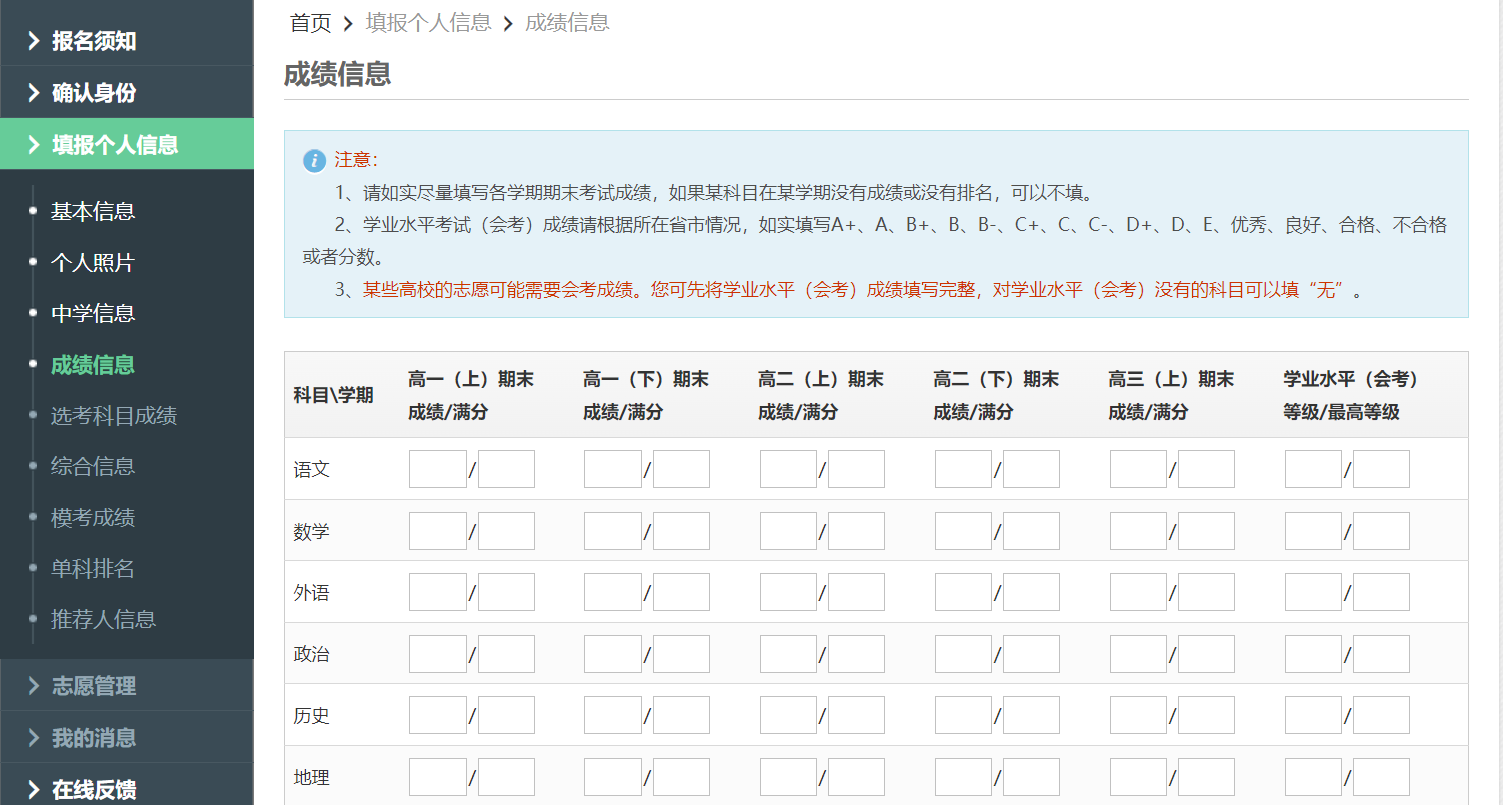 报名须知
确认身份
填报个人信息
基本信息
个人照片
中学信息
成绩信息
选考科目成绩
综合信息
模考成绩
单科排名
推荐人信息
志愿管理
我的消息
在线反馈
首页 > 填报个人信息 > 成绩信息
成绩信息
注意：
1、请如实尽量填写各学期期末考试成绩，如果某科目在某学期没有成绩或没有排名，可以不填。
2、学业水平考试（会考）成绩请根据所在省市情况，如实填写A+、A、B+、B、B-、C+、C、C-、D+、D、E、优秀、良好、合格、不合格
或者分数。
3、某些高校的志愿可能需要会考成绩。您可先将学业水平（会考）成绩填写完整，对学业水平（会考）没有的科目可以填“无”。
科目\学期 高一（上）期末 高一（下）期末 高二（上）期末 高二（下）期末 高三（上）期末 学业水平（会考）
成绩/满分 成绩/满分 成绩/满分 成绩/满分 成绩/满分 等级/最高等级
语文 / / / / / /
数学 / / / / / /
外语 / / / / / /
政治 / / / / / /
历史 / / / / / /
地理 / / / / / /